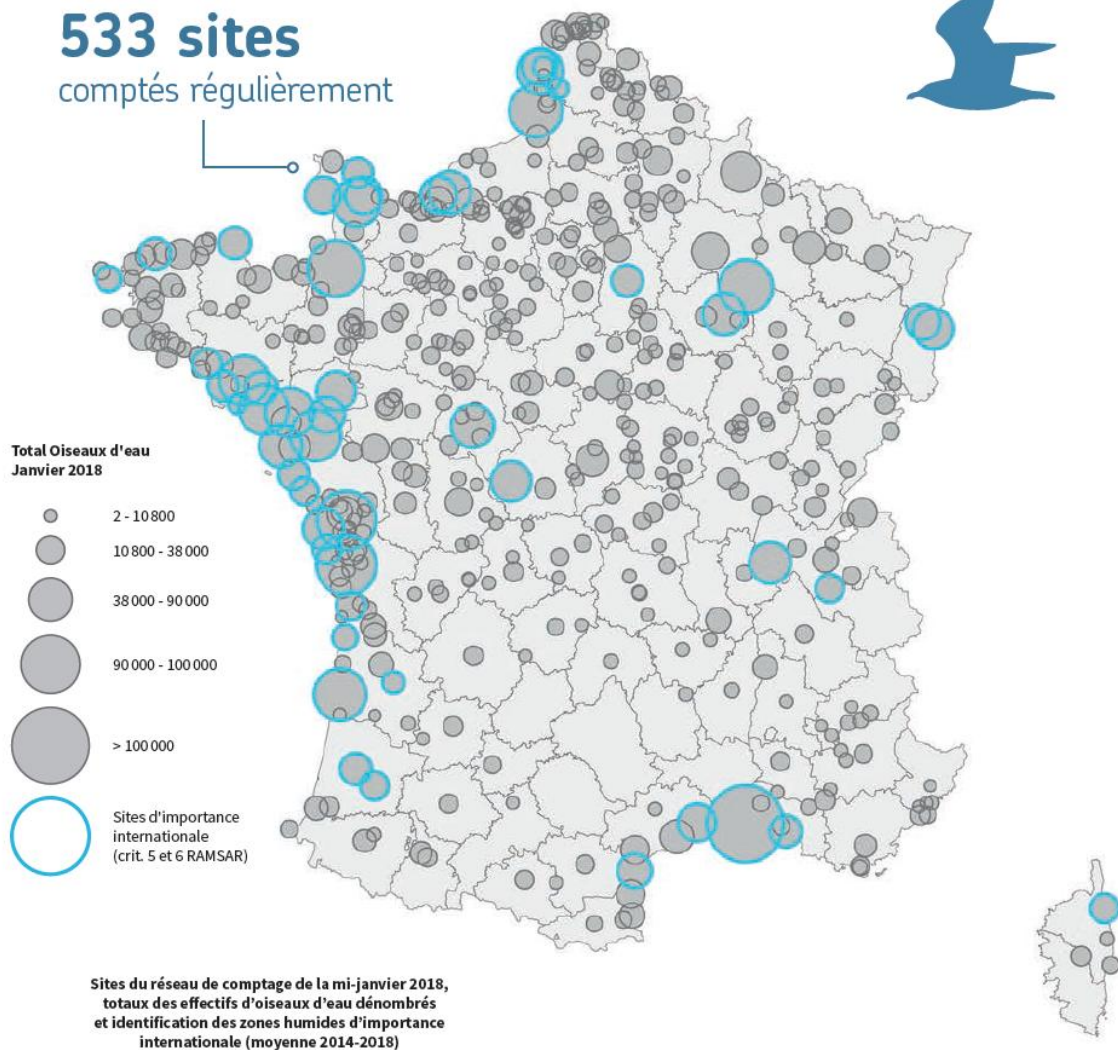 533 sites
comptés régulièrement
Total Oiseaux d'eau
Janvier 2018
2 - 10 800
10 800 - 38 000
38 000 - 90 000
90 000 - 100 000
> 100 000
Sites d'importance
internationale
(crit. 5 et 6 RAMSAR)
Sites du réseau de comptage de la mi-janvier 2018,
totaux des effectifs d’oiseaux d’eau dénombrés
et identification des zones humides d’importance
internationale (moyenne 2014-2018)